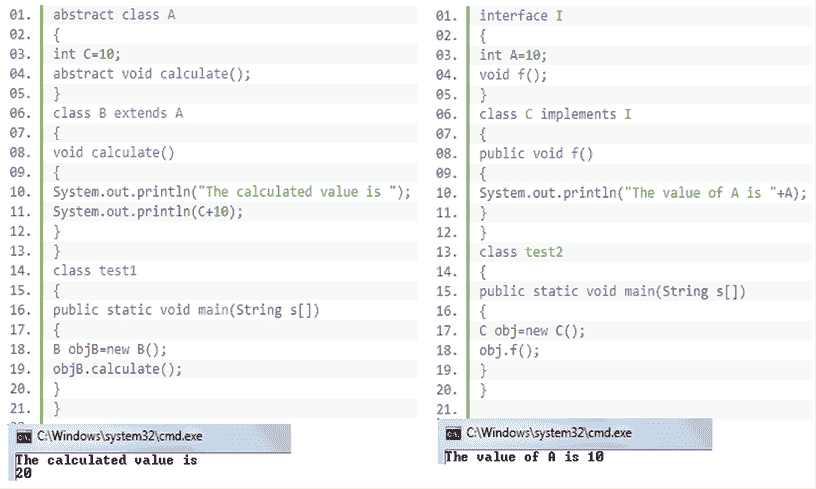 01. abstract class A
02. {
03. int C=10;
04. abstract void calculate();
05. }
06. class B extends A
07. {
08. void calculate()
09. {
10. System.out.println("The calculated value is ");
11. System.out.println(C+10);
12. }
13. }
14. class test1
15. {
16. public static void main(String s[])
17. {
18. B objB=new B();
19. objB.calculate();
20. }
21. }
C:\Windows\system32\cmd.exe
The calculated value is
20
01. interface I
02. {
03. int A=10;
04. void f();
05. }
06. class C implements I
07. {
08. public void f()
09. {
10. System.out.println("The value of A is "+A);
11. }
12. }
13. class test2
14. {
15. public static void main(String s[])
16. {
17. C obj=new C();
18. obj.f();
19. }
20. }
21.
C:\Windows\system32\cmd.exe
The value of A is 10